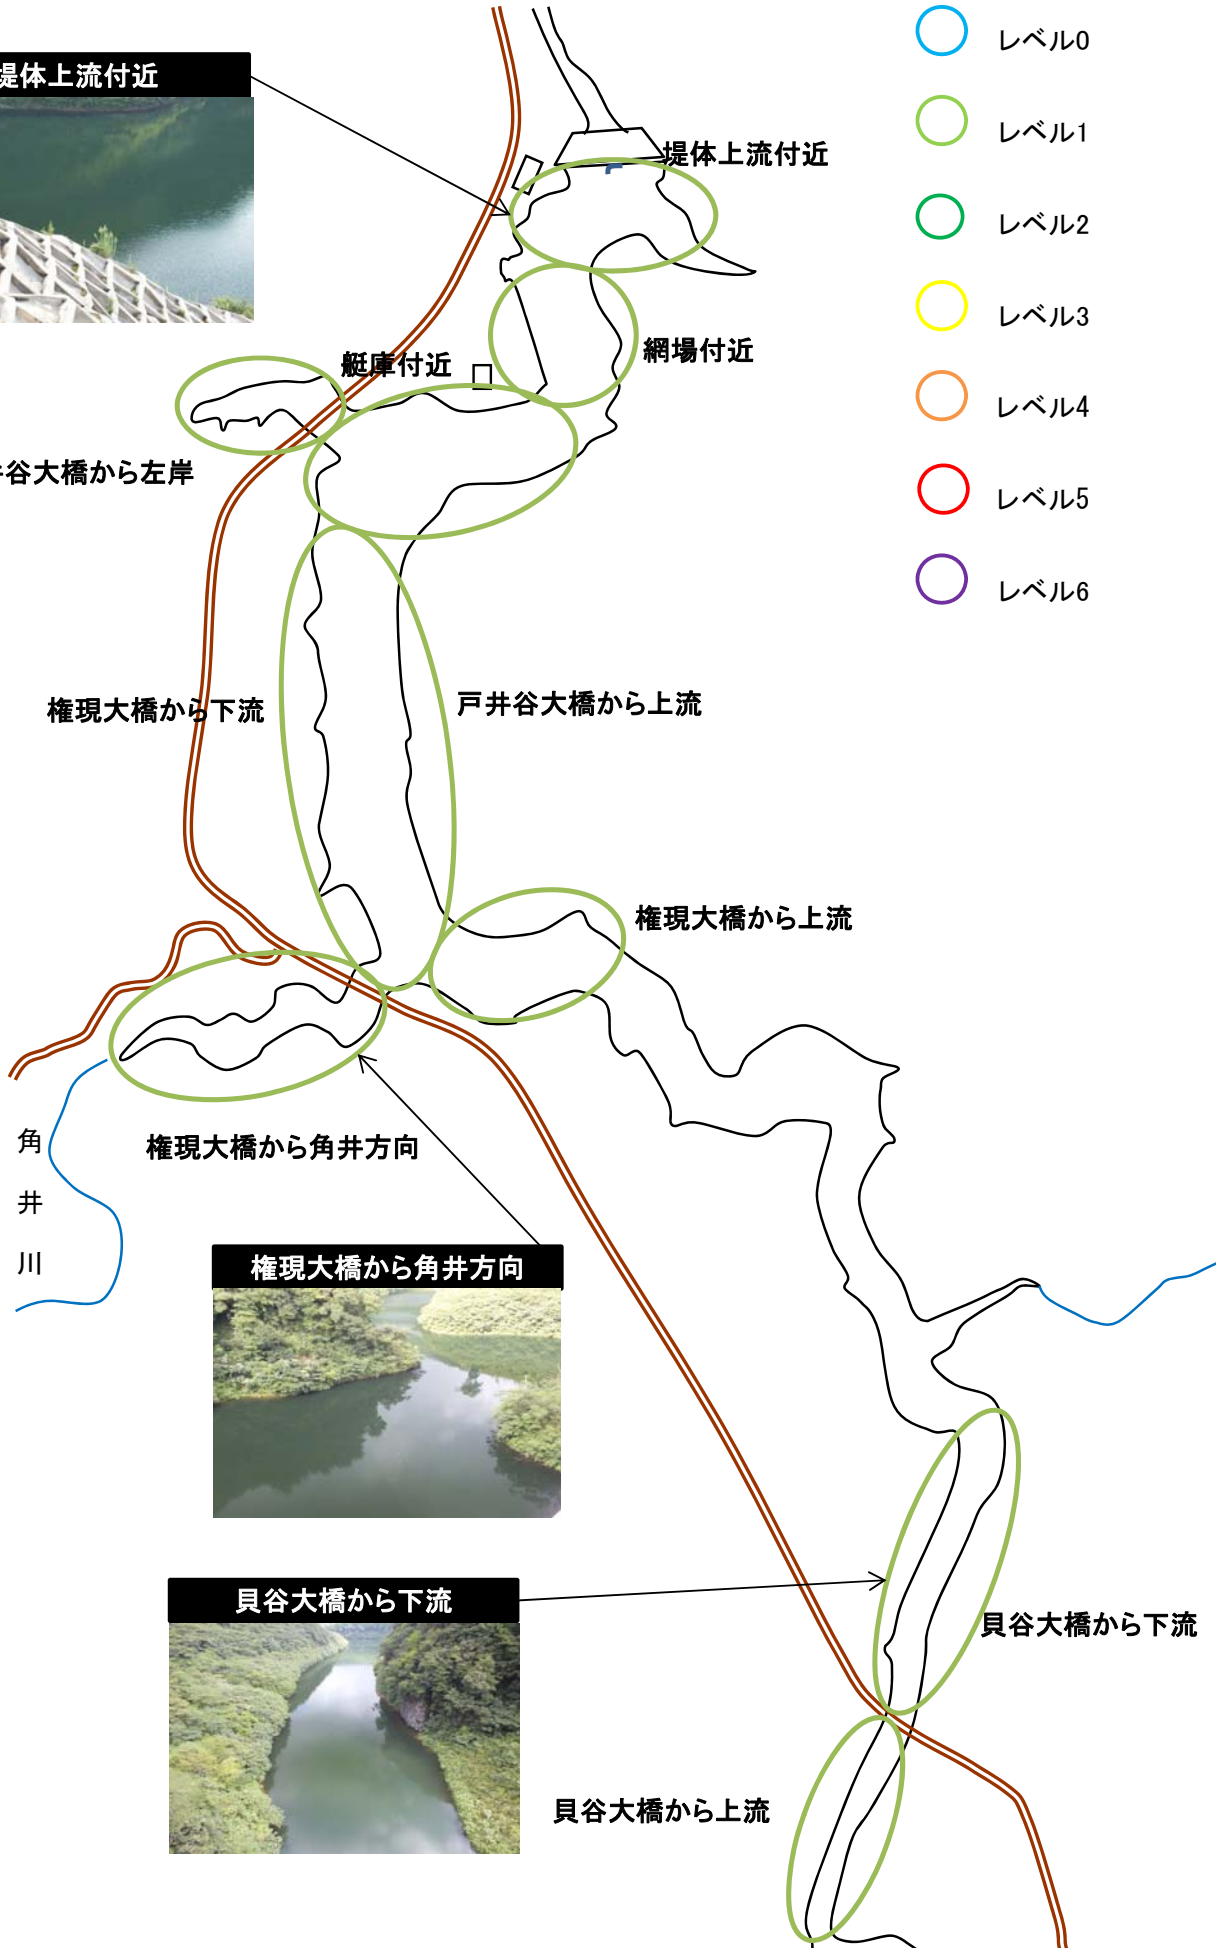 レベル0
堤体上流付近
レベル1
堤体上流付近
レベル2
レベル3
網場付近
艇庫付近
レベル4
谷大橋から左岸
レベル5
レベル6
権現大橋から下流
戸井谷大橋から上流
権現大橋から上流
角井川
権現大橋から角井方向
権現大橋から角井方向
貝谷大橋から下流
貝谷大橋から下流
貝谷大橋から上流